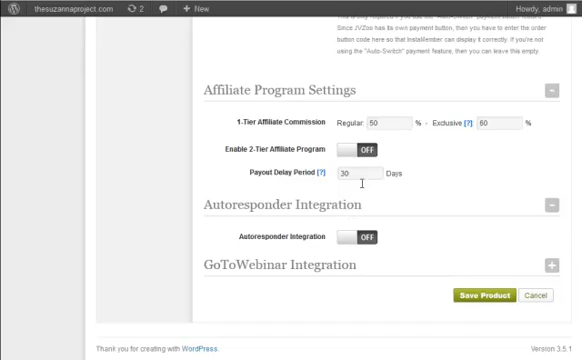 thesuzannaproject.com 2 New Howdy, admin
Since JVZoo has its own payment button, then you have to enter the order
button code here so that InstaMember can display it correctly. If you're not
using the "Auto-Switch" payment feature, then you can leave this empty
Affiliate Program Settings
1-Tier Affiliate Commission Regular: 50 % - Exclusive [?] 60 %
Enable 2-Tier Affiliate Program OFF
Payout Delay Period [?] 30 Days
Autoresponder Integration
Autoresponder Integration OFF
GoToWebinar Integration
Save Product Cancel
Thank you for creating with WordPress. Version 3.5.1